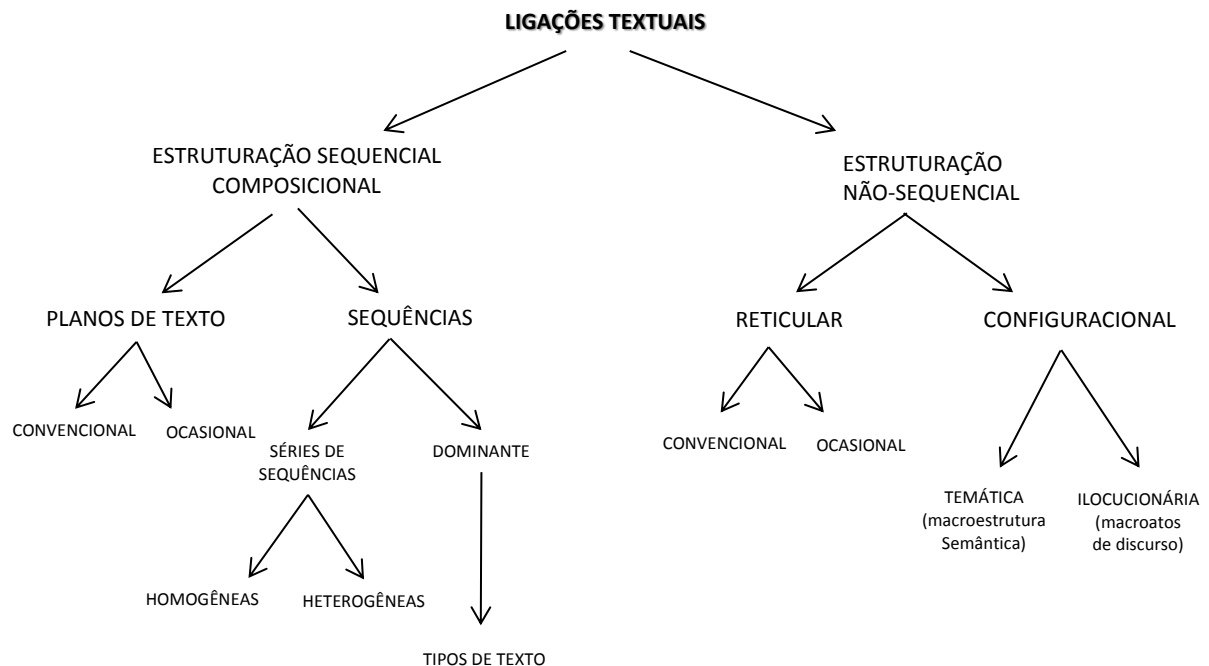 LIGAÇÕES TEXTUAIS
ESTRUTURAÇÃO SEQUENCIAL
COMPOSICIONAL
ESTRUTURAÇÃO
NÃO-SEQUENCIAL
PLANOS DE TEXTO
SEQUÊNCIAS
RETICULAR
CONFIGURACIONAL
CONVENCIONAL
OCASIONAL
SÉRIES DE
SEQUÊNCIAS
DOMINANTE
CONVENCIONAL
OCASIONAL
TEMÁTICA
(macroestrutura
Semântica)
ILOCUCIONÁRIA
(macroatos
de discurso)
HOMOGÊNEAS
HETEROGÊNEAS
TIPOS DE TEXTO